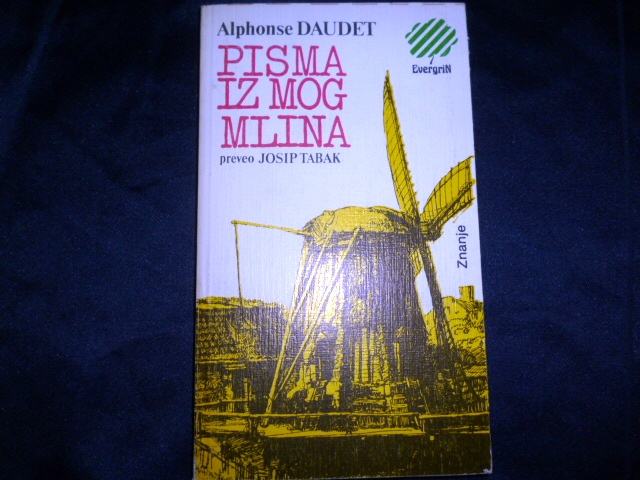 Alphonse DAUDET
PISMA
IZ MOG
MLINA
preveo JOSIP TABAK
EvergriN
Znanje